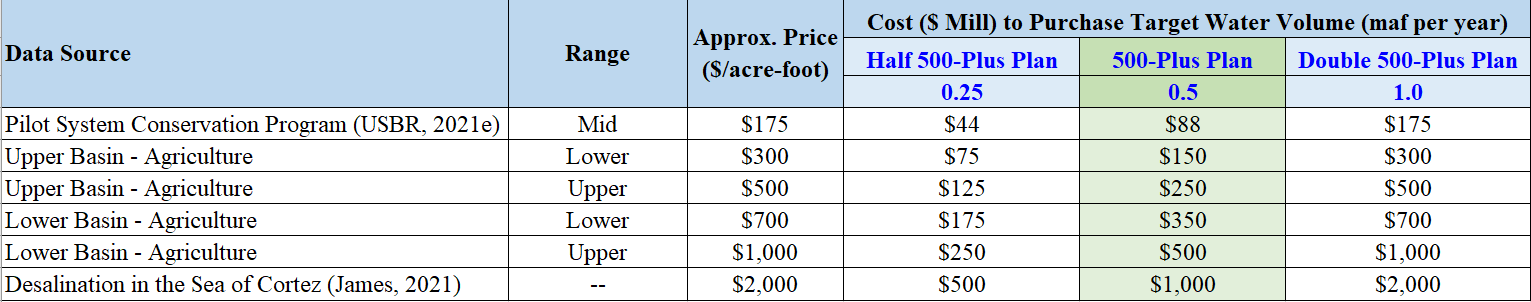 Data Source Range Approx. Price ($/acre-foot) Cost ($ Mill) to Purchase Target Water Volume (maf per year)
Half 500-Plus Plan 500-Plus Plan Double 500-Plus Plan
0.25 0.5 1.0
Pilot System Conservation Program (USBR, 2021e) Mid $175 $44 $88 $175
Upper Basin - Agriculture Lower $300 $75 $150 $300
Upper Basin - Agriculture Upper $500 $125 $250 $500
Lower Basin - Agriculture Lower $700 $175 $350 $700
Lower Basin - Agriculture Upper $1,000 $250 $500 $1,000
Desalination in the Sea of Cortez (James, 2021) -- $2,000 $500 $1,000 $2,000